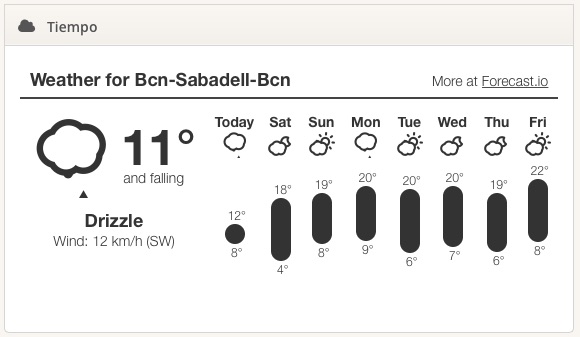 Tiempo
Weather for Bcn-Sabadell-Bcn
More at Forecast.io
11°
and falling
Drizzle
Wind: 12 km/h (SW)
Today Sat Sun Mon Tue Wed Thu Fri
12° 18° 19° 20° 20° 20° 19° 22°
8° 4° 8° 9° 6° 7° 6° 8°